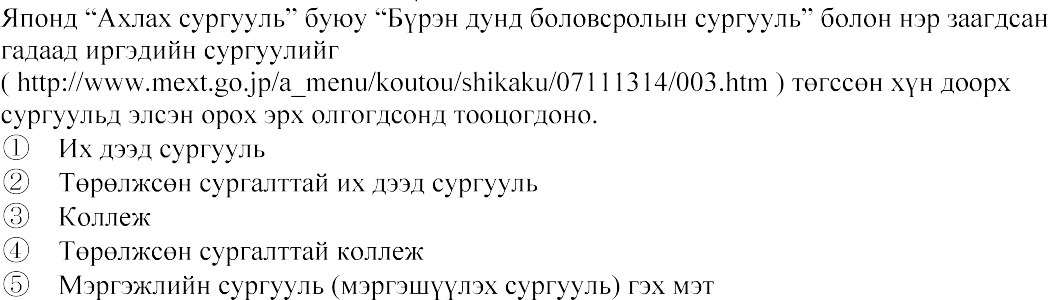 Японд “Ахлах сургууль” буюу “Бүрэн дунд боловсролын сургууль” болон нэр заагдсан
гадаад иргэдийн сургуулийг
( http://www.mext.go.jp/a_menu/koutou/shikaku/07111314/003.htm ) төгссөн хүн доорх
сургуульд элсэн орох эрх олгогдсонд тооцогдоно.
① Их дээд сургууль
② Төрөлжсөн сургалттай их дээд сургууль
③ Коллеж
④ Төрөлжсөн сургалттай коллеж
⑤ Мэргэжлийн сургууль (мэргэшүүлэх сургууль) гэх мэт